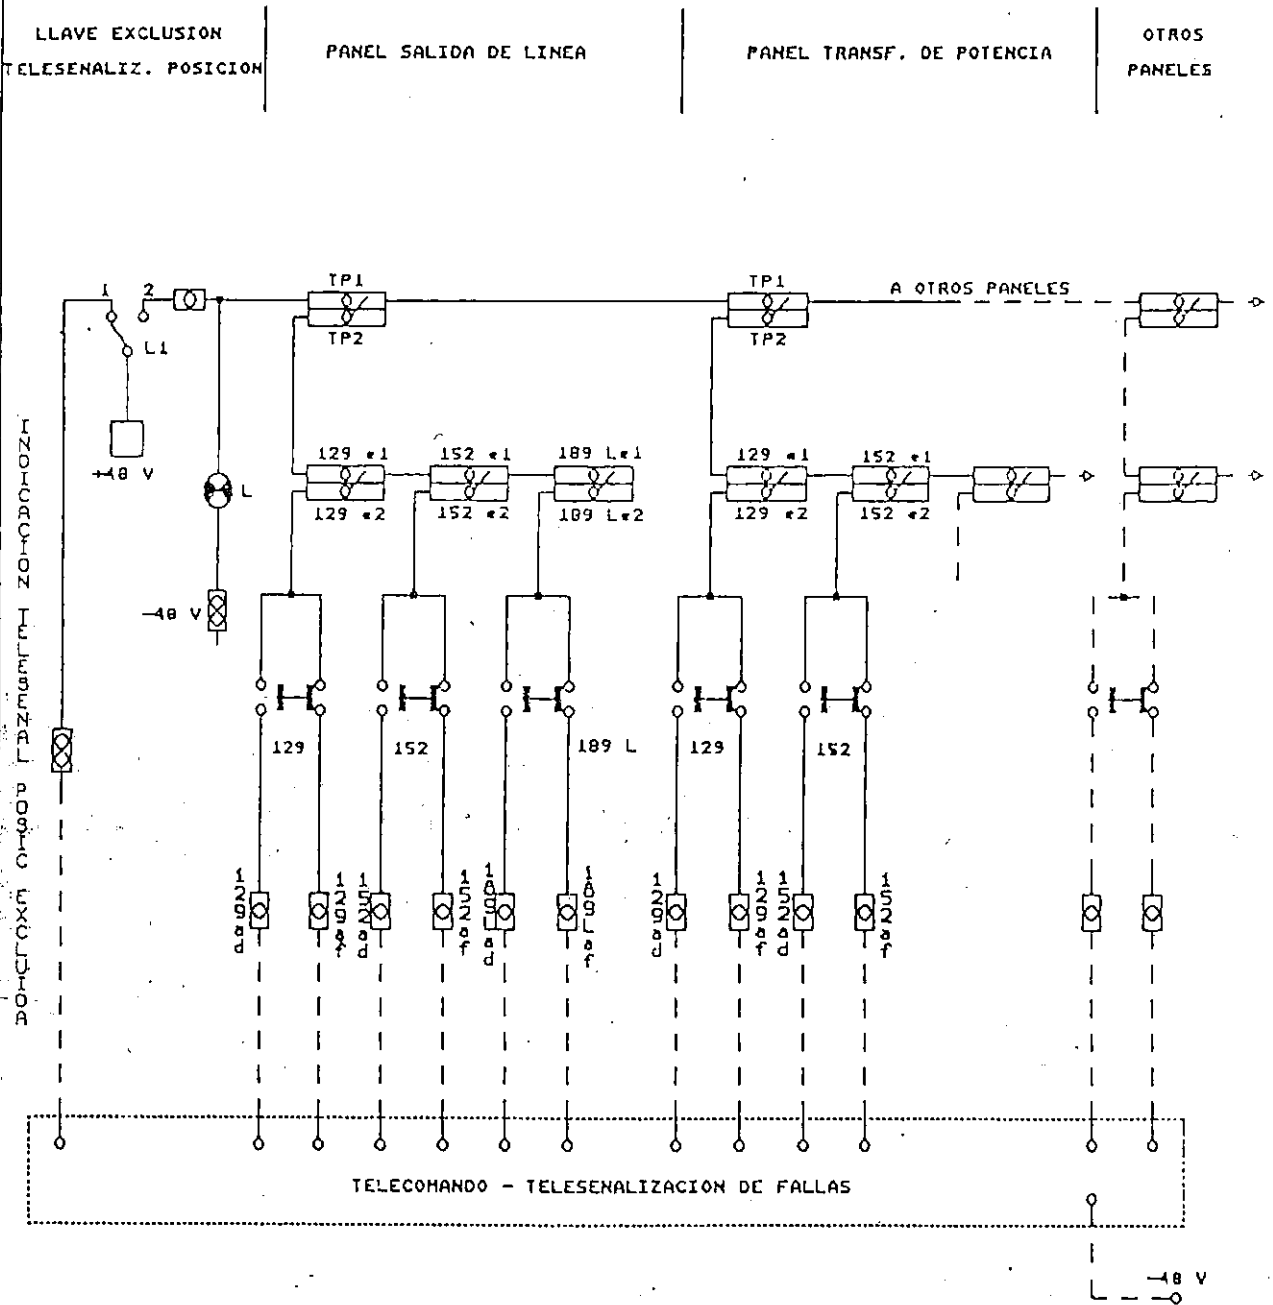 LLAVE EXCLUSION
TELESENALIZ. POSICION
PANEL SALIDA DE LINEA
PANEL TRANSF. DE POTENCIA
OTROS
PANELES
1
2
L1
+48 V
L
-48 V
TP1
TP2
TP1
TP2
A OTROS PANELES
129 e1
129 e2
152 e1
152 e2
189 Le1
189 Le2
129 e1
129 e2
152 e1
152 e2
129
152
189 L
129
152
INDICACION TELESENAL POSIC EXCLUIDA
129ad
129af
152ad
152af
189Lad
189Laf
129ad
129af
152ad
152af
TELECOMANDO - TELESENALIZACION DE FALLAS
-48 V